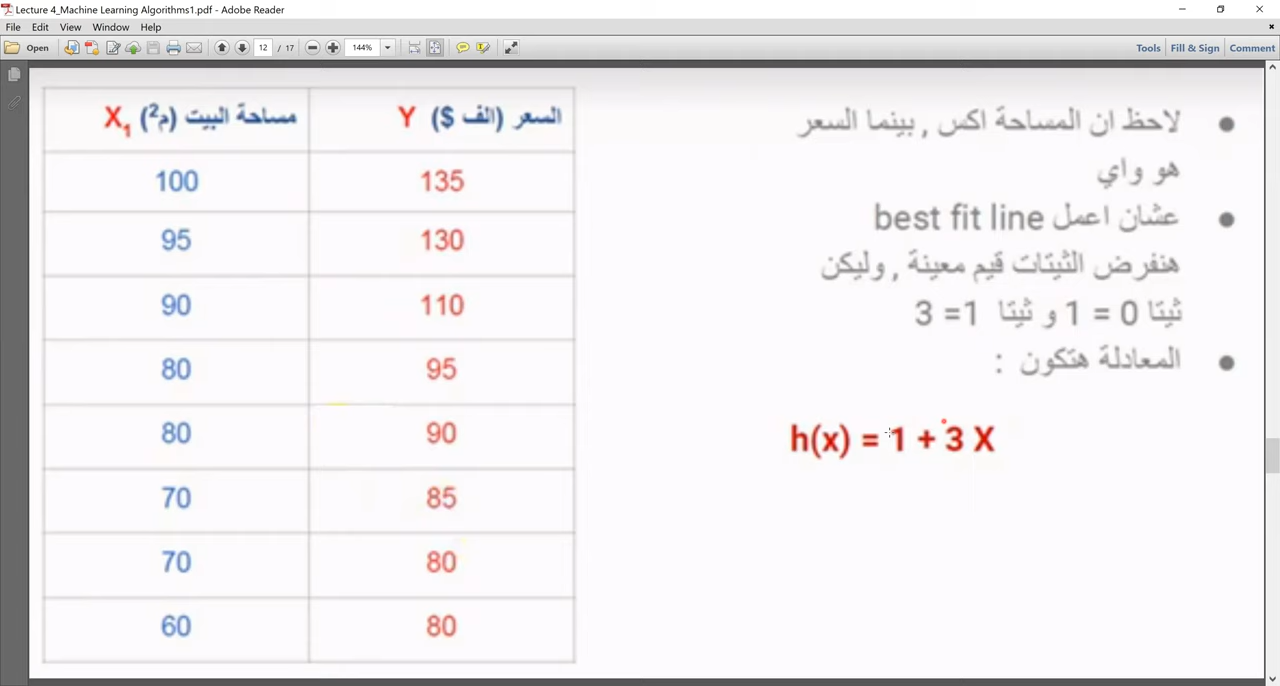 Lecture 4_Machine Learning Algorithms1.pdf - Adobe Reader
File Edit View Window Help
Open 12 / 17 144% Tools Fill & Sign Comment
مساحة البيت (م2) X1 السعر (الف $) Y
100 135
95 130
90 110
80 95
80 90
70 85
70 80
60 80
● لاحظ ان المساحة اكس , بينما السعر
هو واي
● عشان اعمل best fit line
هنفرض الثيتات قيم معينة , وليكن
ثيتا 0 = 1 و ثيتا 1= 3
● المعادلة هتكون :
h(x) = 1 + 3 X